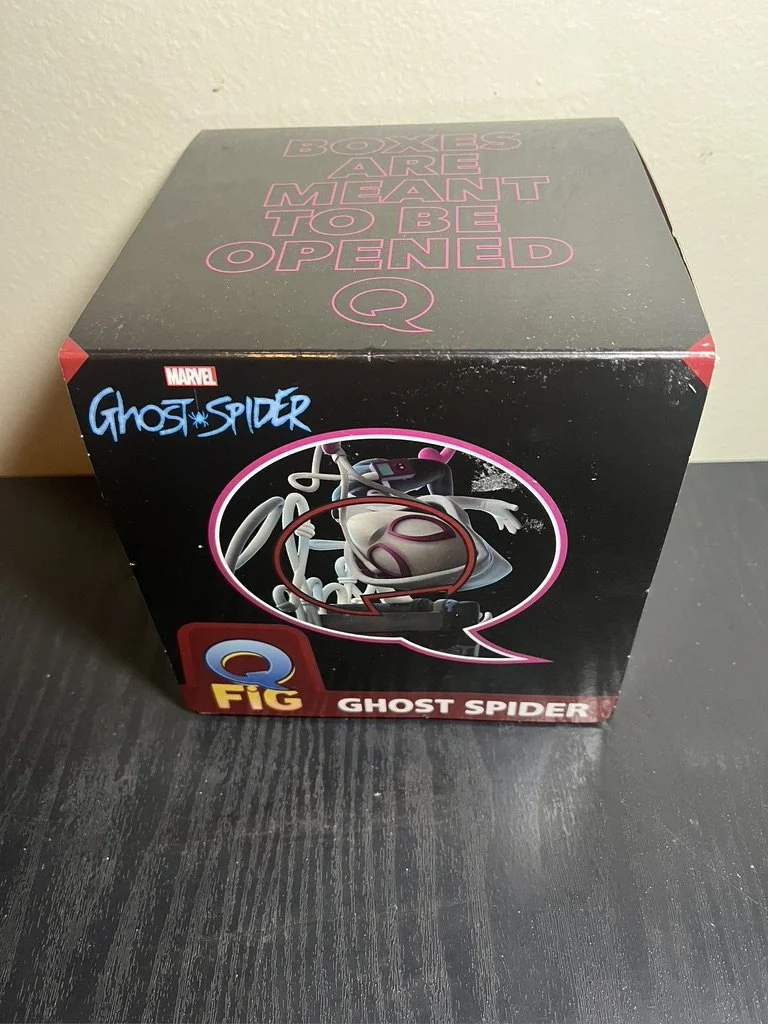 BOXES
ARE
MEANT
TO BE
OPENED
Q
MARVEL
GHOST SPIDER
Q
FiG
GHOST SPIDER